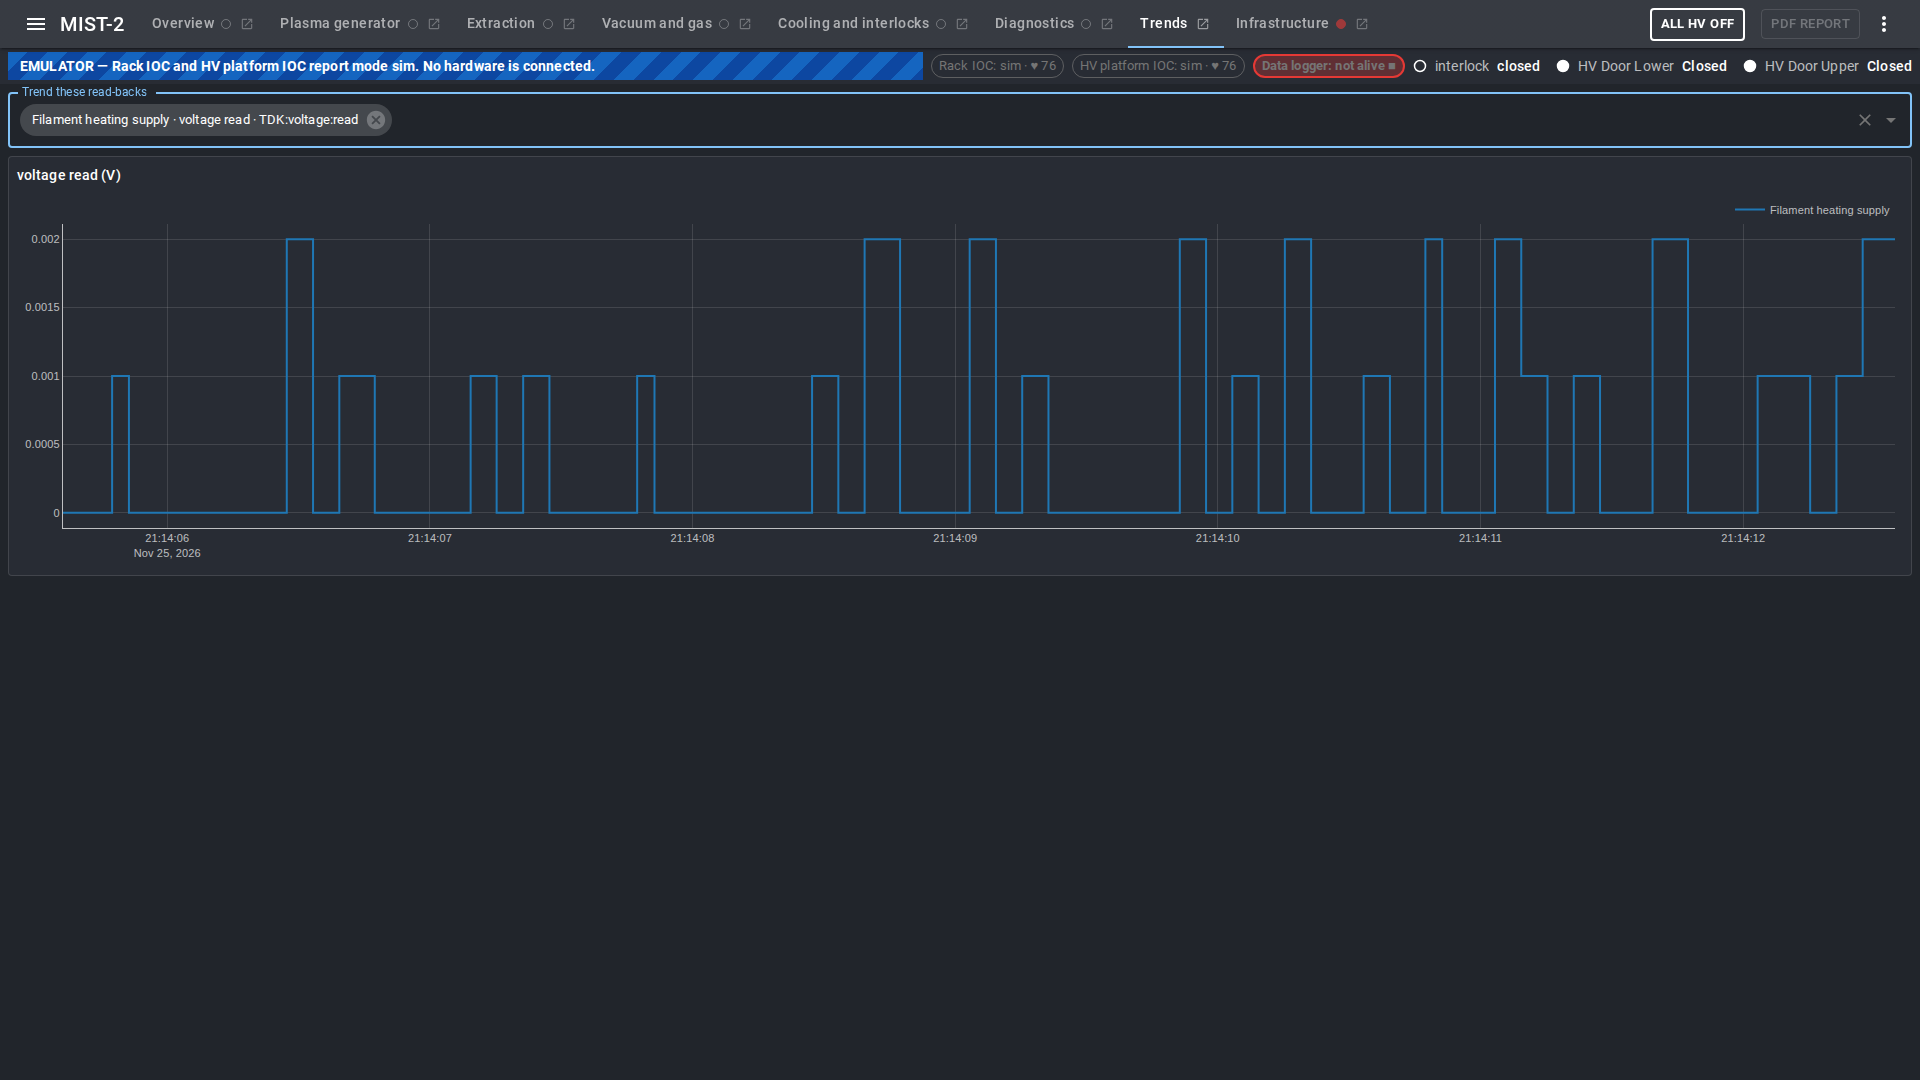 MIST-2 Overview Plasma generator Extraction Vacuum and gas Cooling and interlocks Diagnostics Trends Infrastructure ALL HV OFF PDF REPORT
EMULATOR — Rack IOC and HV platform IOC report mode sim. No hardware is connected. Rack IOC: sim · ♥ 76 HV platform IOC: sim · ♥ 76 Data logger: not alive ■ interlock closed HV Door Lower Closed HV Door Upper Closed
Trend these read-backs
Filament heating supply · voltage read · TDK:voltage:read
voltage read (V)
Filament heating supply
0.002
0.0015
0.001
0.0005
0
21:14:06 21:14:07 21:14:08 21:14:09 21:14:10 21:14:11 21:14:12
Nov 25, 2026